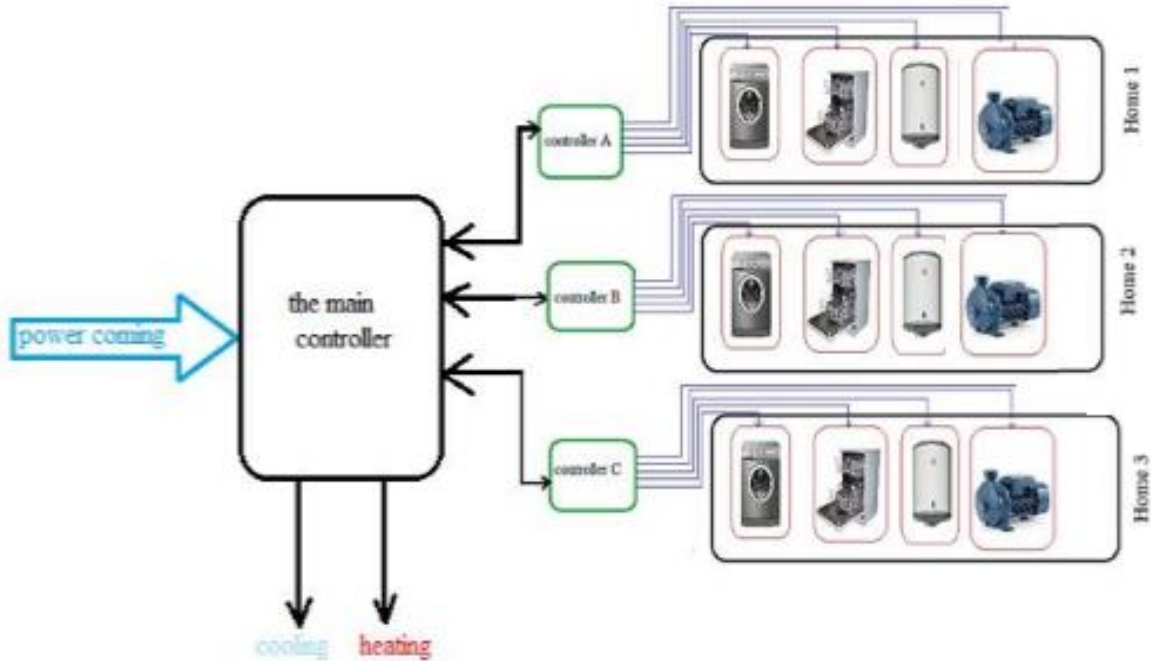 power coming
the main
controller
controller A
controller B
controller C
Home 1
Home 2
Home 3
cooling
heating